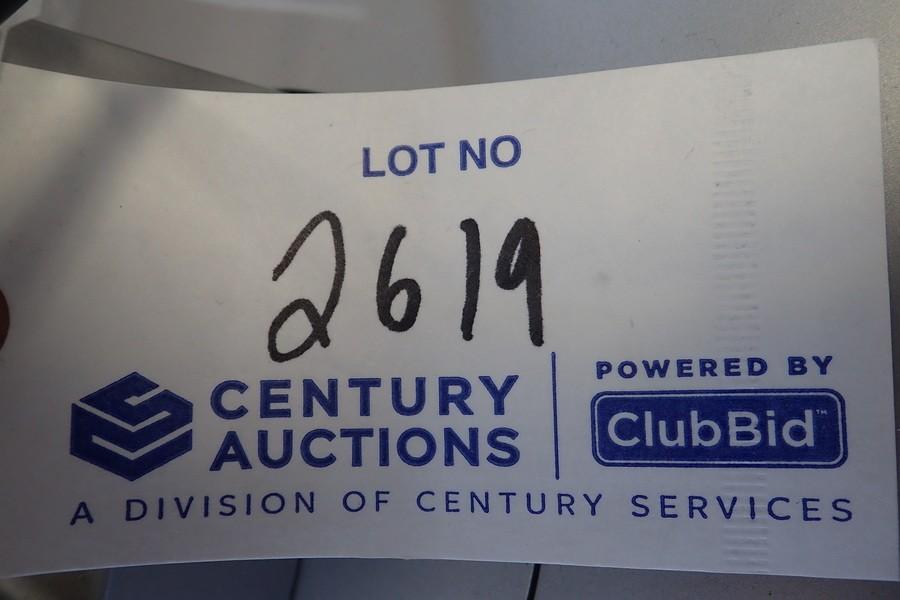 LOT NO
2619
CENTURY
AUCTIONS
POWERED BY
ClubBid™
A DIVISION OF CENTURY SERVICES